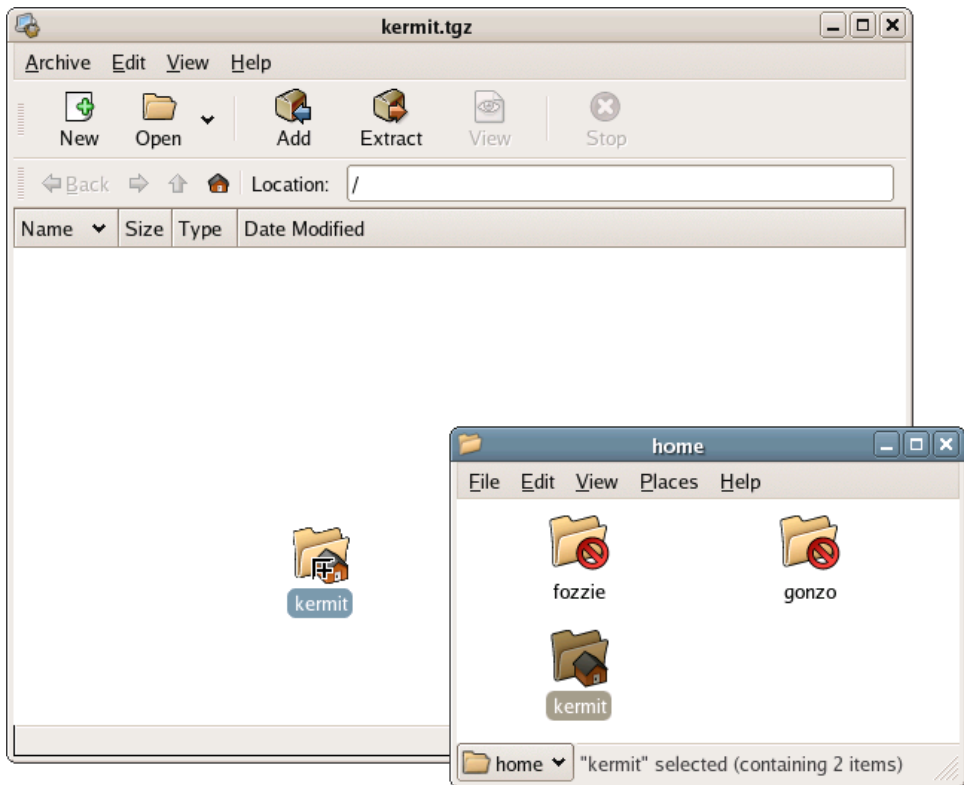 kermit.tgz
Archive Edit View Help
New Open Add Extract View Stop
Back Location: /
Name Size Type Date Modified
kermit
home
File Edit View Places Help
fozzie gonzo
kermit
home "kermit" selected (containing 2 items)